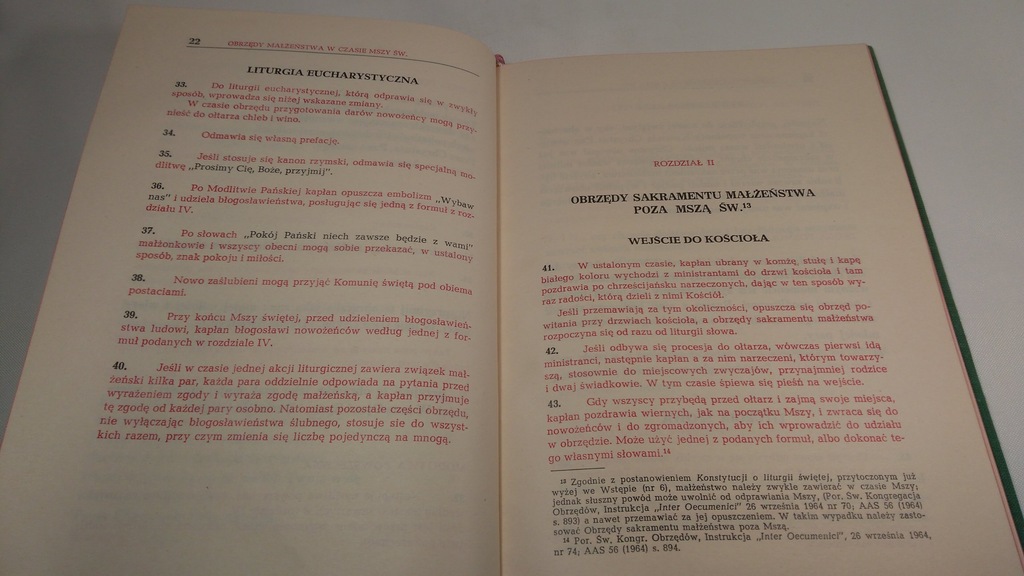 22 OBRZĘDY MAŁŻEŃSTWA W CZASIE MSZY ŚW.
LITURGIA EUCHARYSTYCZNA
33. Do liturgii eucharystycznej, którą odprawia się w zwykły
sposób, wprowadza się niżej wskazane zmiany.
W czasie obrzędu przygotowania darów nowożeńcy mogą przy-
nieść do ołtarza chleb i wino.
34. Odmawia się własną prefację.
35. Jeśli stosuje się kanon rzymski, odmawia się specjalną mo-
dlitwę „Prosimy Cię, Boże, przyjmij”.
36. Po Modlitwie Pańskiej kapłan opuszcza embolizm „Wybaw
nas” i udziela błogosławieństwa, posługując się jedną z formuł z roz-
działu IV.
37. Po słowach „Pokój Pański niech zawsze będzie z wami”
małżonkowie i wszyscy obecni mogą sobie przekazać, w ustalony
sposób, znak pokoju i miłości.
38. Nowo zaślubieni mogą przyjąć Komunię świętą pod obiema
postaciami.
39. Przy końcu Mszy świętej, przed udzieleniem błogosławień-
stwa ludowi, kapłan błogosławi nowożeńców według jednej z for-
muł podanych w rozdziale IV.
40. Jeśli w czasie jednej akcji liturgicznej zawiera związek mał-
żeński kilka par, każda para oddzielnie odpowiada na pytania przed
wyrażeniem zgody i wyraża zgodę małżeńską, a kapłan przyjmuje
tę zgodę od każdej pary osobno. Natomiast pozostałe części obrzędu,
nie wyłączając błogosławieństwa ślubnego, stosuje sie do wszyst-
kich razem, przy czym zmienia się liczbę pojedynczą na mnogą.
ROZDZIAŁ II
OBRZĘDY SAKRAMENTU MAŁŻEŃSTWA
POZA MSZĄ ŚW.¹³
WEJŚCIE DO KOŚCIOŁA
41. W ustalonym czasie, kapłan ubrany w komżę, stułę i kapę
białego koloru wychodzi z ministrantami do drzwi kościoła i tam
pozdrawia po chrześcijańsku narzeczonych, dając w ten sposób wy-
raz radości, którą dzieli z nimi Kościół.
Jeśli przemawiają za tym okoliczności, opuszcza się obrzęd po-
witania przy drzwiach kościoła, a obrzędy sakramentu małżeństwa
rozpoczyna się od razu od liturgii słowa.
42. Jeśli odbywa się procesja do ołtarza, wówczas pierwsi idą
ministranci, następnie kapłan a za nim narzeczeni, którym towarzy-
szą, stosownie do miejscowych zwyczajów, przynajmniej rodzice
i dwaj świadkowie. W tym czasie śpiewa się pieśń na wejście.
43. Gdy wszyscy przybędą przed ołtarz i zajmą swoje miejsca,
kapłan pozdrawia wiernych, jak na początku Mszy, i zwraca się do
nowożeńców i do zgromadzonych, aby ich wprowadzić do udziału
w obrzędzie. Może użyć jednej z podanych formuł, albo dokonać te-
go własnymi słowami.¹⁴
¹³ Zgodnie z postanowieniem Konstytucji o liturgii świętej, przytoczonym już
wyżej we Wstępie (nr 6), małżeństwo należy zwykle zawierać w czasie Mszy;
jednak słuszny powód może uwolnić od odprawiania Mszy, (Por. Św. Kongregacja
Obrzędów, Instrukcja „Inter Oecumenici” 26 września 1964 nr 70; AAS 56 (1964)
s. 893) a nawet przemawiać za jej opuszczeniem. W takim wypadku należy zasto-
sować Obrzędy sakramentu małżeństwa poza Mszą.
¹⁴ Por. Św. Kongr. Obrzędów, Instrukcja „Inter Oecumenici”, 26 września 1964,
nr 74; AAS 56 (1964) s. 894.